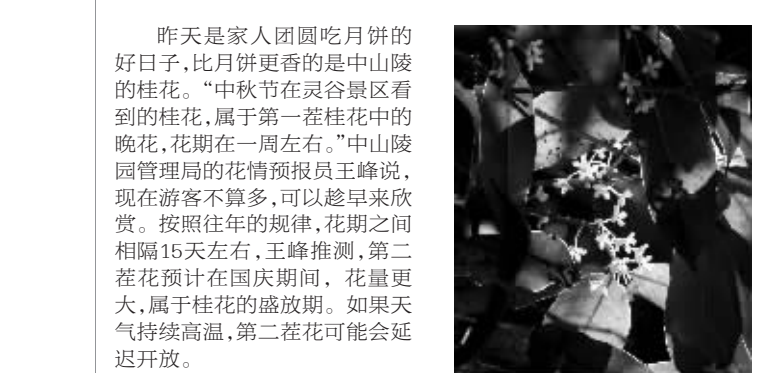 昨天是家人团圆吃月饼的
好日子，比月饼更香的是中山陵
的桂花。“中秋节在灵谷景区看
到的桂花，属于第一茬桂花中的
晚花，花期在一周左右。”中山陵
园管理局的花情预报员王峰说，
现在游客不算多，可以趁早来欣
赏。按照往年的规律，花期之间
相隔15天左右，王峰推测，第二
茬花预计在国庆期间，花量更
大，属于桂花的盛放期。如果天
气持续高温，第二茬花可能会延
迟开放。